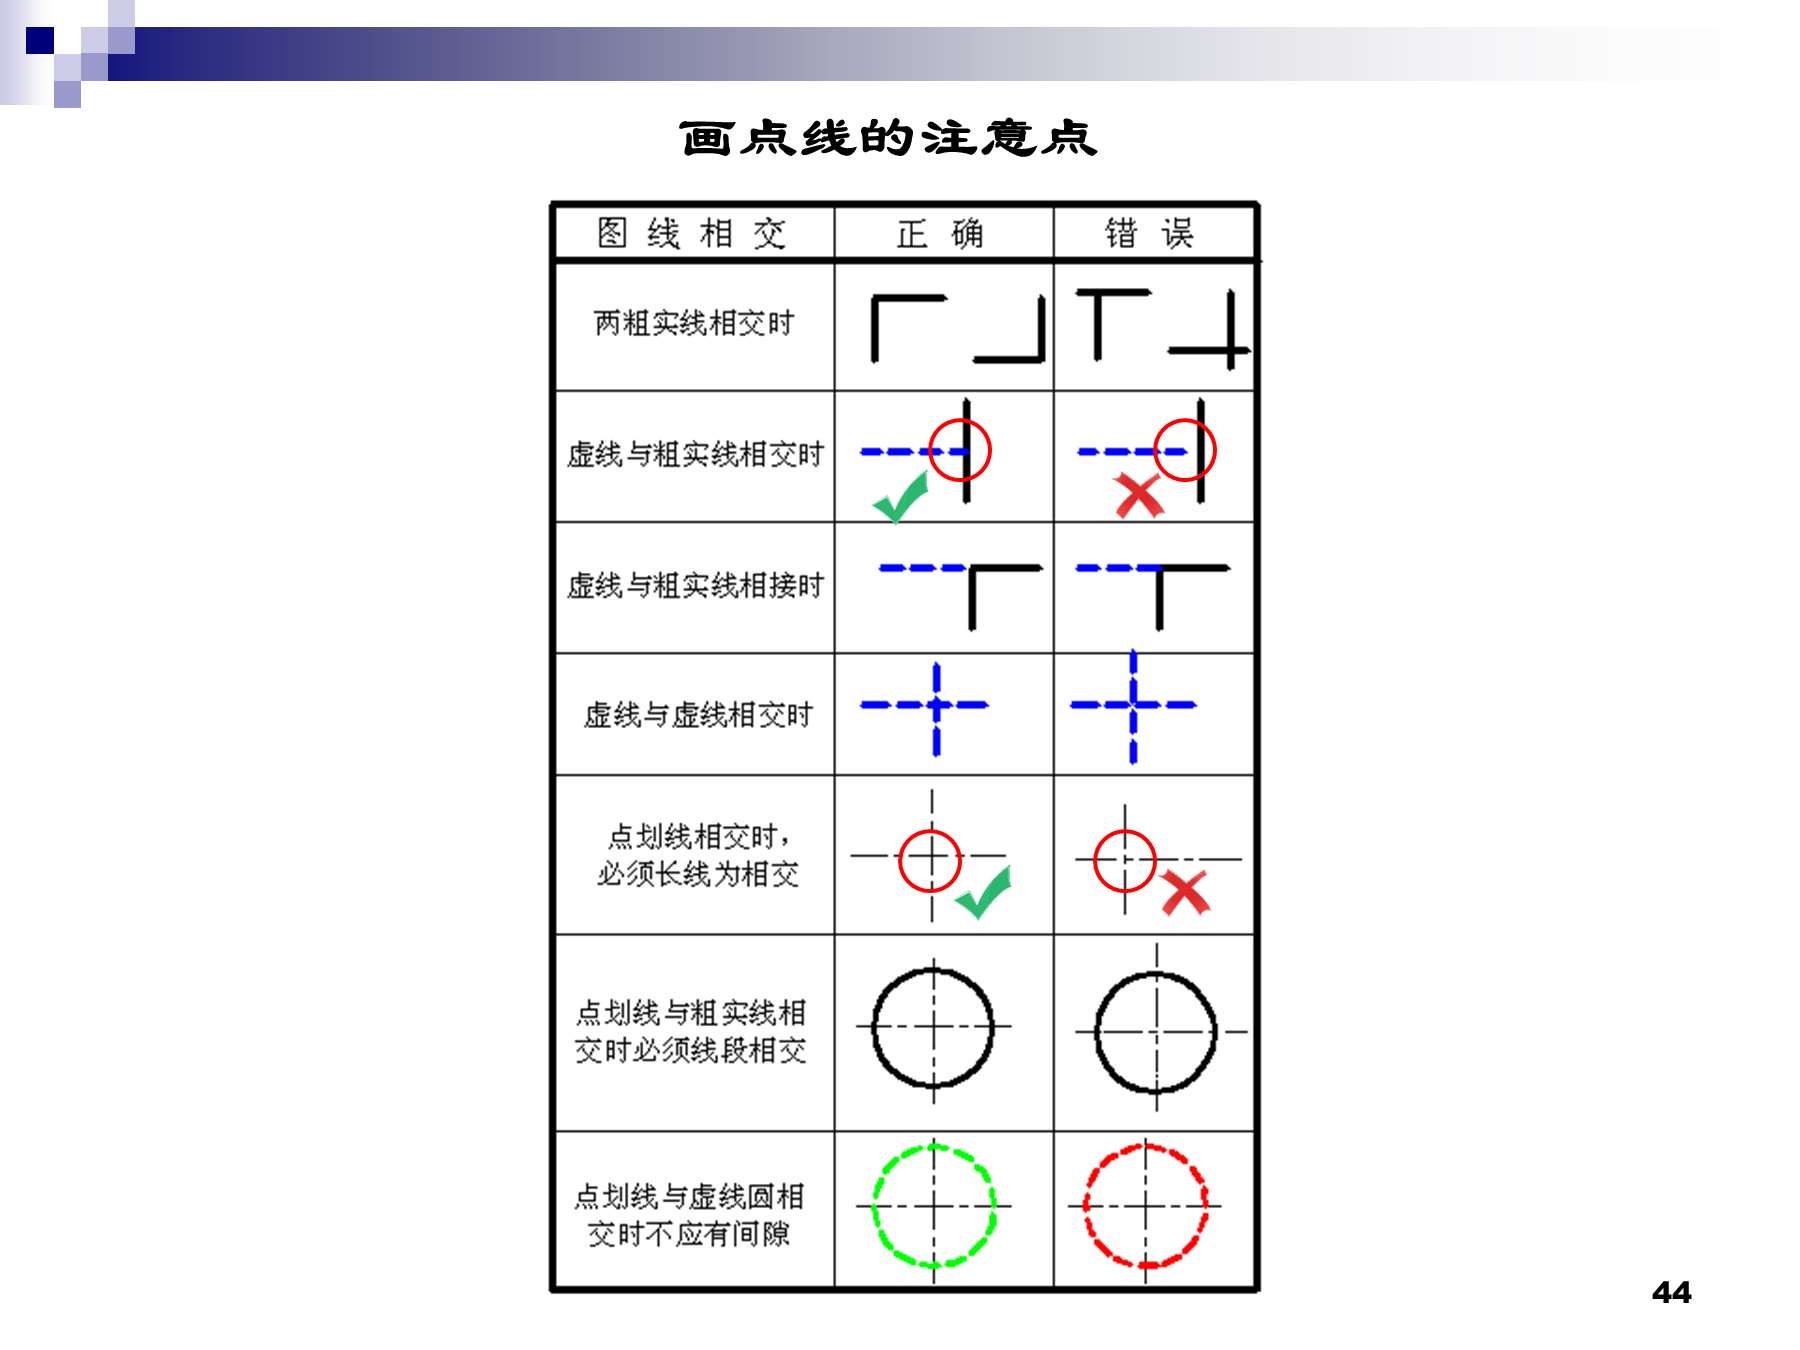 画点线的注意点
图线相交 正确 错误
两粗实线相交时
虚线与粗实线相交时
虚线与粗实线相接时
虚线与虚线相交时
点划线相交时，
必须长线为相交
点划线与粗实线相
交时必须线段相交
点划线与虚线圆相
交时不应有间隙
44